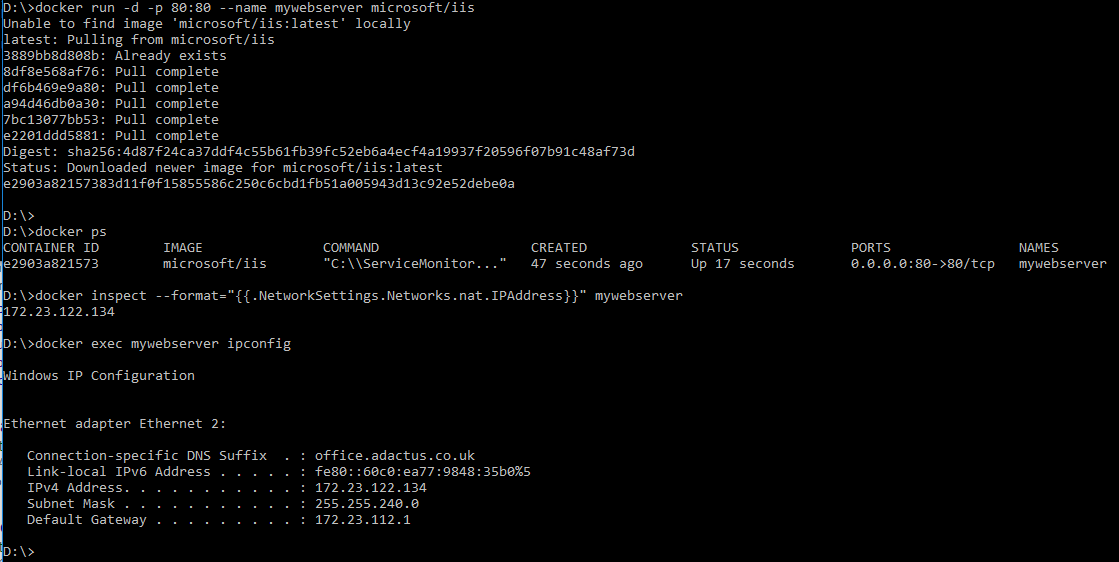 D:\>docker run -d -p 80:80 --name mywebserver microsoft/iis
Unable to find image 'microsoft/iis:latest' locally
latest: Pulling from microsoft/iis
3889bb8d808b: Already exists
8df8e568af76: Pull complete
df6b469e9a80: Pull complete
a94d46db0a30: Pull complete
7bc13077bb53: Pull complete
e2201ddd5881: Pull complete
Digest: sha256:4d87f24ca37ddf4c55b61fb39fc52eb6a4ecf4a19937f20596f07b91c48af73d
Status: Downloaded newer image for microsoft/iis:latest
e2903a82157383d11f0f15855586c250c6cbd1fb51a005943d13c92e52debe0a
D:\>
D:\>docker ps
CONTAINER ID        IMAGE               COMMAND                   CREATED             STATUS              PORTS                NAMES
e2903a821573        microsoft/iis       "C:\\ServiceMonitor..."   47 seconds ago      Up 17 seconds       0.0.0.0:80->80/tcp   mywebserver
D:\>docker inspect --format="{{.NetworkSettings.Networks.nat.IPAddress}}" mywebserver
172.23.122.134
D:\>docker exec mywebserver ipconfig
Windows IP Configuration
Ethernet adapter Ethernet 2:
   Connection-specific DNS Suffix  . : office.adactus.co.uk
   Link-local IPv6 Address . . . . . : fe80::60c0:ea77:9848:35b0%5
   IPv4 Address. . . . . . . . . . . : 172.23.122.134
   Subnet Mask . . . . . . . . . . . : 255.255.240.0
   Default Gateway . . . . . . . . . : 172.23.112.1
D:\>